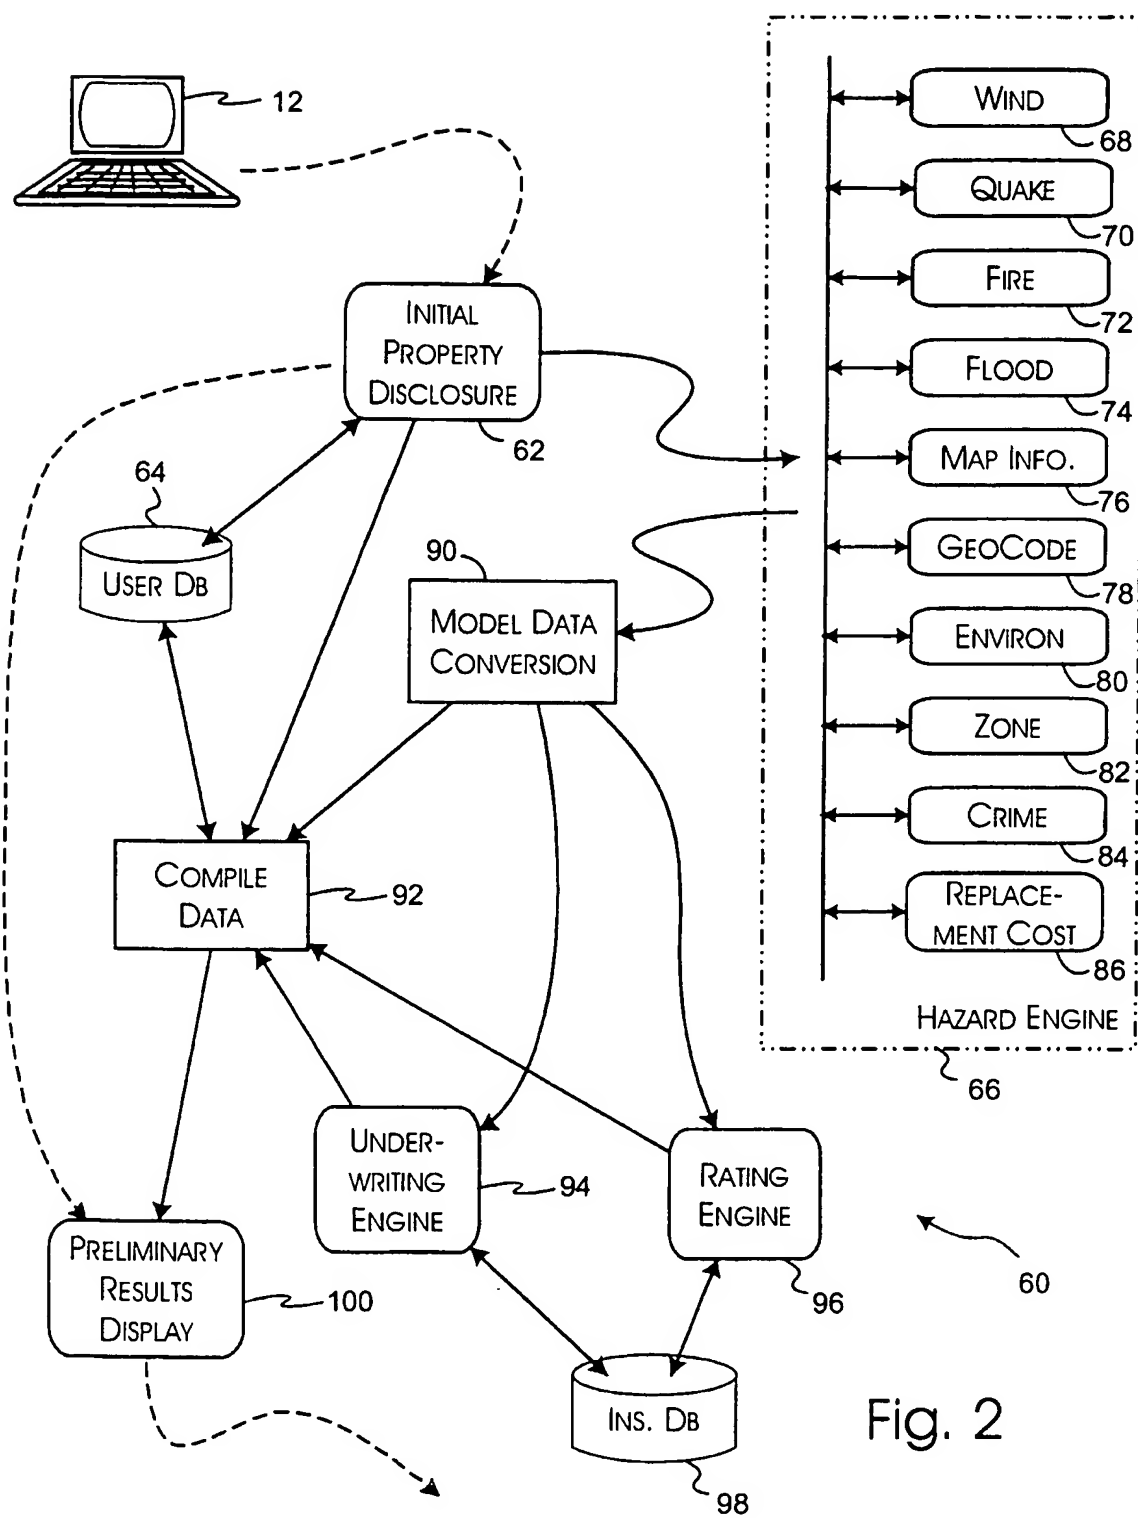 12
WIND
68
QUAKE
70
FIRE
72
FLOOD
74
MAP INFO.
76
GEOCODE
78
ENVIRON
80
ZONE
82
CRIME
84
REPLACE-
MENT COST
86
HAZARD ENGINE
66
INITIAL
PROPERTY
DISCLOSURE
62
64
USER DB
90
MODEL DATA
CONVERSION
COMPILE
DATA
92
UNDER-
WRITING
ENGINE
94
RATING
ENGINE
96
60
PRELIMINARY
RESULTS
DISPLAY
100
INS. DB
98
Fig. 2